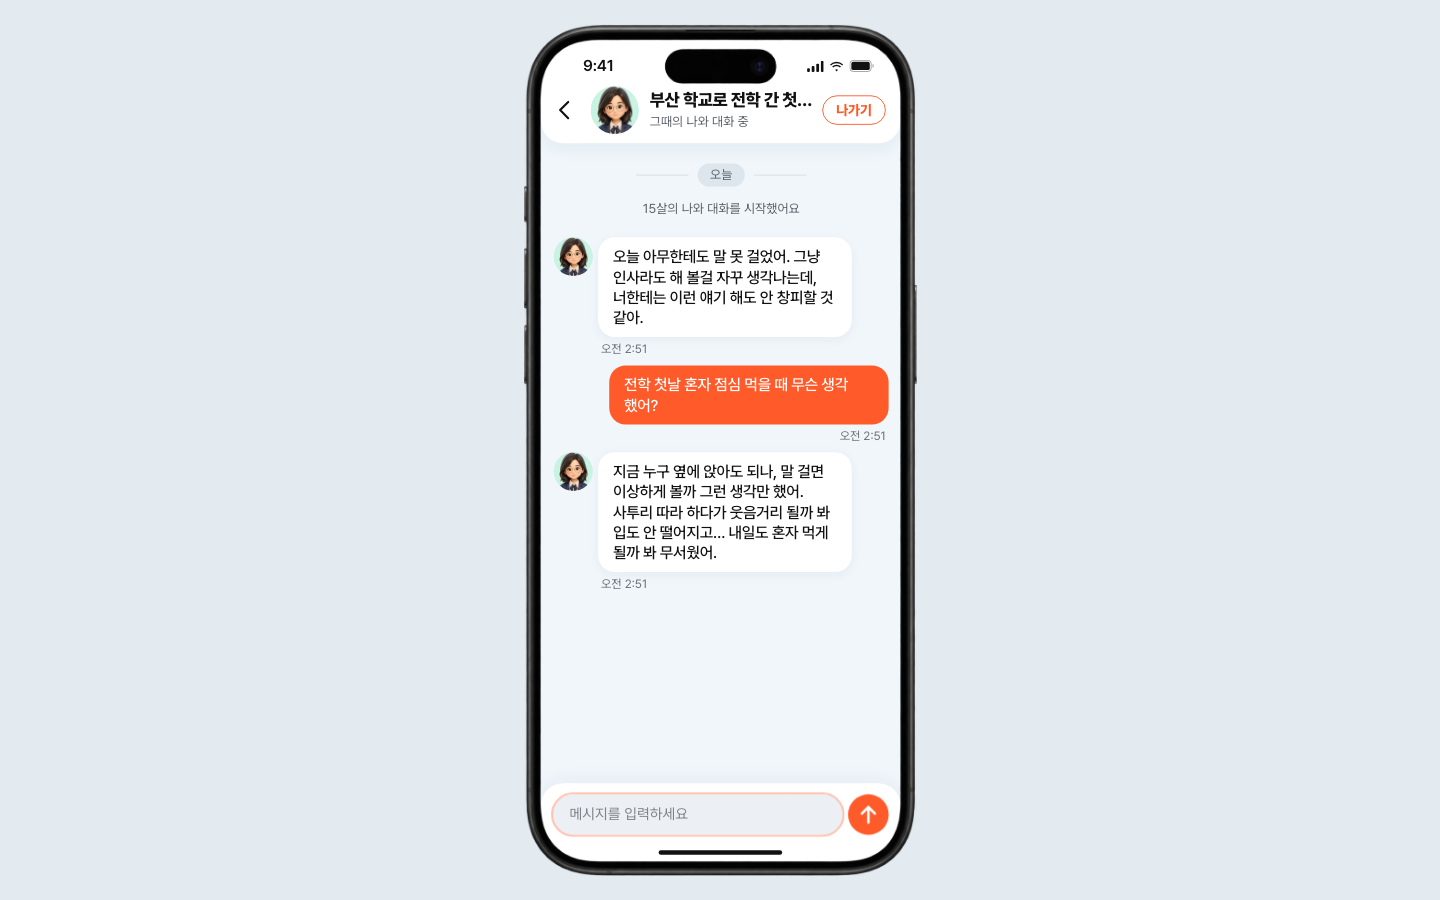 9:41
부산 학교로 전학 간 첫...
그때의 나와 대화 중
나가기
오늘
15살의 나와 대화를 시작했어요
오늘 아무한테도 말 못 걸었어. 그냥
인사라도 해 볼걸 자꾸 생각나는데,
너한테는 이런 얘기 해도 안 창피할 것
같아.
오전 2:51
전학 첫날 혼자 점심 먹을 때 무슨 생각
했어?
오전 2:51
지금 누구 옆에 앉아도 되나, 말 걸면
이상하게 볼까 그런 생각만 했어.
사투리 따라 하다가 웃음거리 될까 봐
입도 안 떨어지고... 내일도 혼자 먹게
될까 봐 무서웠어.
오전 2:51
메시지를 입력하세요